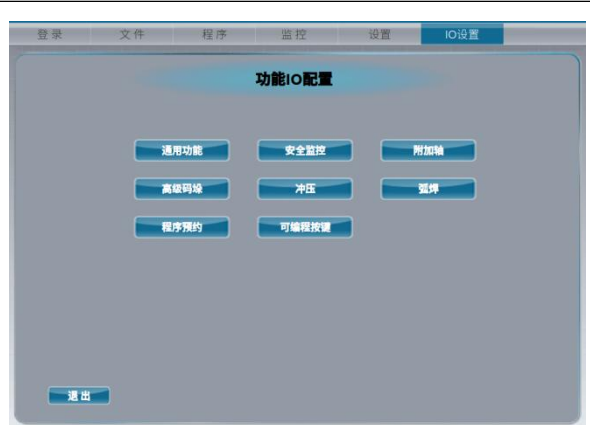 登录 文件 程序 监控 设置 IO设置
功能IO配置
通用功能 安全监控 附加轴
高级码垛 冲压 弧焊
程序预约 可编程按键
退出